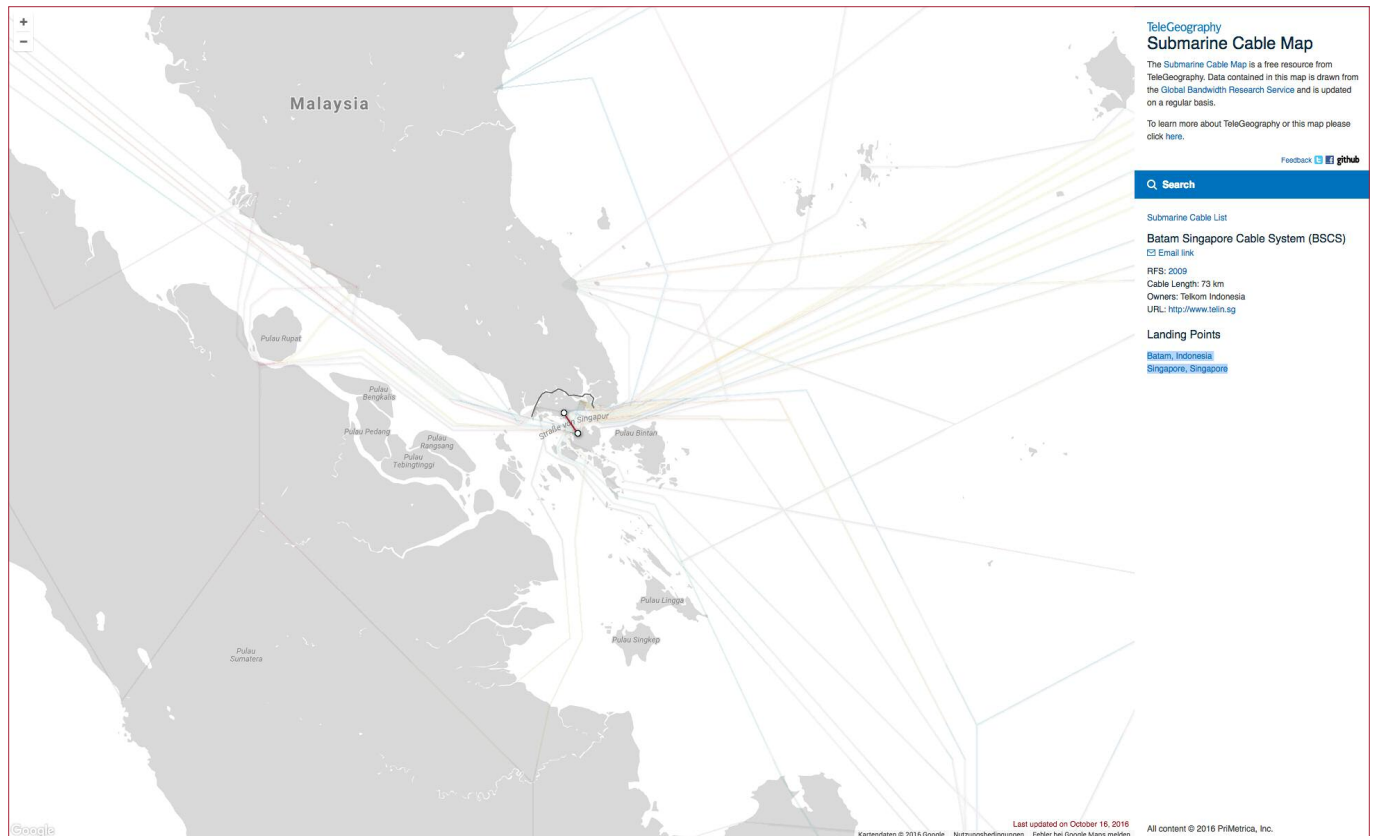 +
−
Malaysia
Pulau Rupat
Pulau
Bengkalis
Pulau Pedang
Pulau
Rangsang
Pulau
Tebingtinggi
Straße von Singapur
Pulau Bintan
Pulau Lingga
Pulau Singkep
Pulau
Sumatera
Google
Last updated on October 16, 2016
Kartendaten © 2016 Google Nutzungsbedingungen Fehler bei Google Maps melden
TeleGeography
Submarine Cable Map
The Submarine Cable Map is a free resource from
TeleGeography. Data contained in this map is drawn from
the Global Bandwidth Research Service and is updated
on a regular basis.
To learn more about TeleGeography or this map please
click here.
Feedback github
Search
Submarine Cable List
Batam Singapore Cable System (BSCS)
Email link
RFS: 2009
Cable Length: 73 km
Owners: Telkom Indonesia
URL: http://www.telin.sg
Landing Points
Batam, Indonesia
Singapore, Singapore
All content © 2016 PriMetrica, Inc.